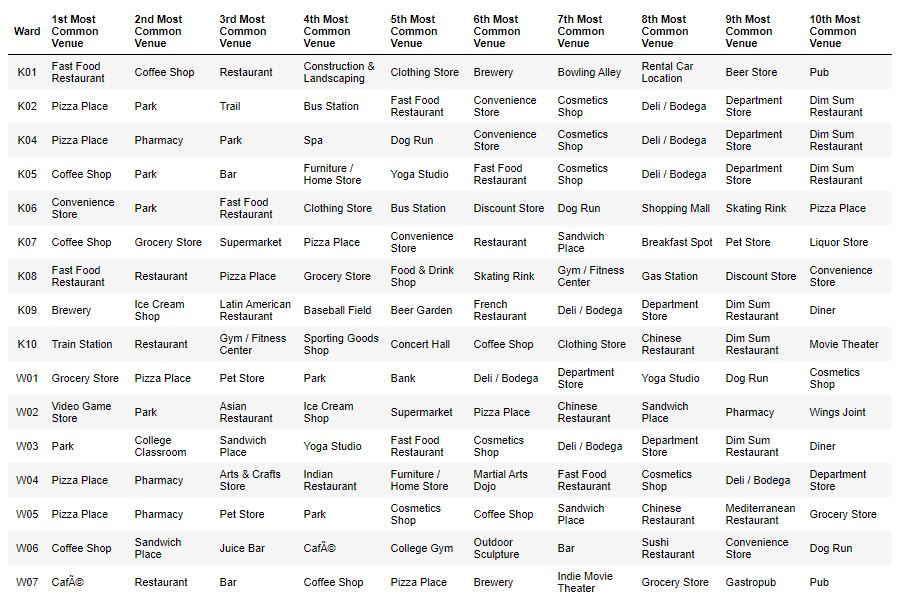 Ward 1st Most Common Venue 2nd Most Common Venue 3rd Most Common Venue 4th Most Common Venue 5th Most Common Venue 6th Most Common Venue 7th Most Common Venue 8th Most Common Venue 9th Most Common Venue 10th Most Common Venue
K01 Fast Food Restaurant Coffee Shop Restaurant Construction & Landscaping Clothing Store Brewery Bowling Alley Rental Car Location Beer Store Pub
K02 Pizza Place Park Trail Bus Station Fast Food Restaurant Convenience Store Cosmetics Shop Deli / Bodega Department Store Dim Sum Restaurant
K04 Pizza Place Pharmacy Park Spa Dog Run Convenience Store Cosmetics Shop Deli / Bodega Department Store Dim Sum Restaurant
K05 Coffee Shop Park Bar Furniture / Home Store Yoga Studio Fast Food Restaurant Cosmetics Shop Deli / Bodega Department Store Dim Sum Restaurant
K06 Convenience Store Park Fast Food Restaurant Clothing Store Bus Station Discount Store Dog Run Shopping Mall Skating Rink Pizza Place
K07 Coffee Shop Grocery Store Supermarket Pizza Place Convenience Store Restaurant Sandwich Place Breakfast Spot Pet Store Liquor Store
K08 Fast Food Restaurant Restaurant Pizza Place Grocery Store Food & Drink Shop Skating Rink Gym / Fitness Center Gas Station Discount Store Convenience Store
K09 Brewery Ice Cream Shop Latin American Restaurant Baseball Field Beer Garden French Restaurant Deli / Bodega Department Store Dim Sum Restaurant Diner
K10 Train Station Restaurant Gym / Fitness Center Sporting Goods Shop Concert Hall Coffee Shop Clothing Store Chinese Restaurant Dim Sum Restaurant Movie Theater
W01 Grocery Store Pizza Place Pet Store Park Bank Deli / Bodega Department Store Yoga Studio Dog Run Cosmetics Shop
W02 Video Game Store Park Asian Restaurant Ice Cream Shop Supermarket Pizza Place Chinese Restaurant Sandwich Place Pharmacy Wings Joint
W03 Park College Classroom Sandwich Place Yoga Studio Fast Food Restaurant Cosmetics Shop Deli / Bodega Department Store Dim Sum Restaurant Diner
W04 Pizza Place Pharmacy Arts & Crafts Store Indian Restaurant Furniture / Home Store Martial Arts Dojo Fast Food Restaurant Cosmetics Shop Deli / Bodega Department Store
W05 Pizza Place Pharmacy Pet Store Park Cosmetics Shop Coffee Shop Sandwich Place Chinese Restaurant Mediterranean Restaurant Grocery Store
W06 Coffee Shop Sandwich Place Juice Bar CafÃ© College Gym Outdoor Sculpture Bar Sushi Restaurant Convenience Store Dog Run
W07 CafÃ© Restaurant Bar Coffee Shop Pizza Place Brewery Indie Movie Theater Grocery Store Gastropub Pub